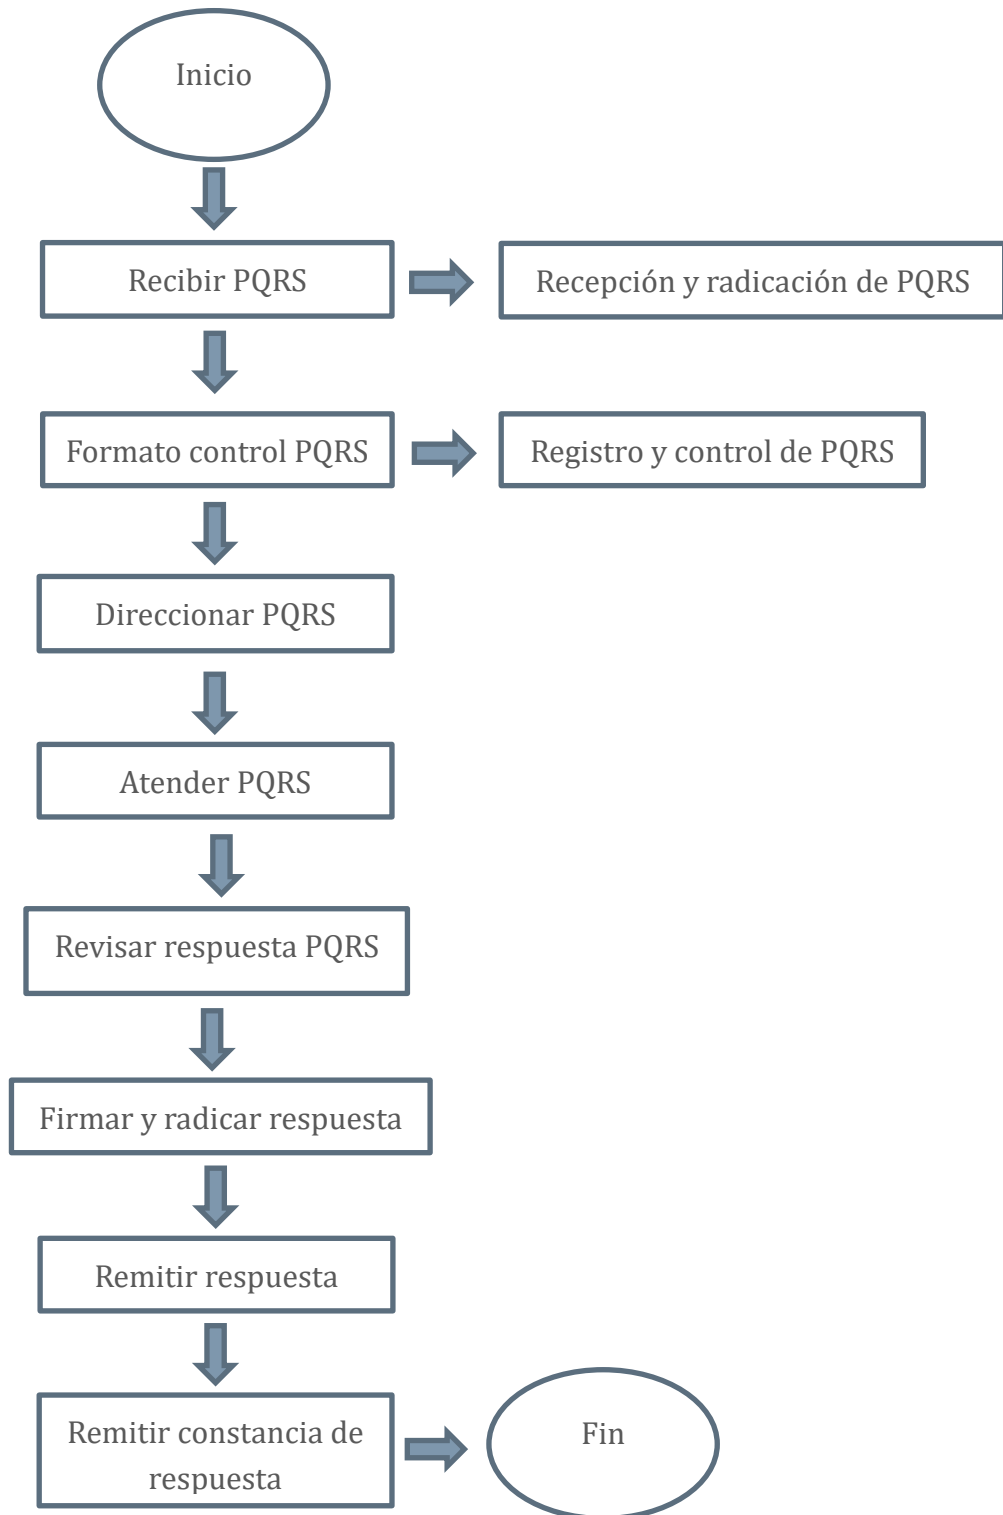 Inicio
Recibir PQRS
Recepción y radicación de PQRS
Formato control PQRS
Registro y control de PQRS
Direccionar PQRS
Atender PQRS
Revisar respuesta PQRS
Firmar y radicar respuesta
Remitir respuesta
Remitir constancia de
respuesta
Fin